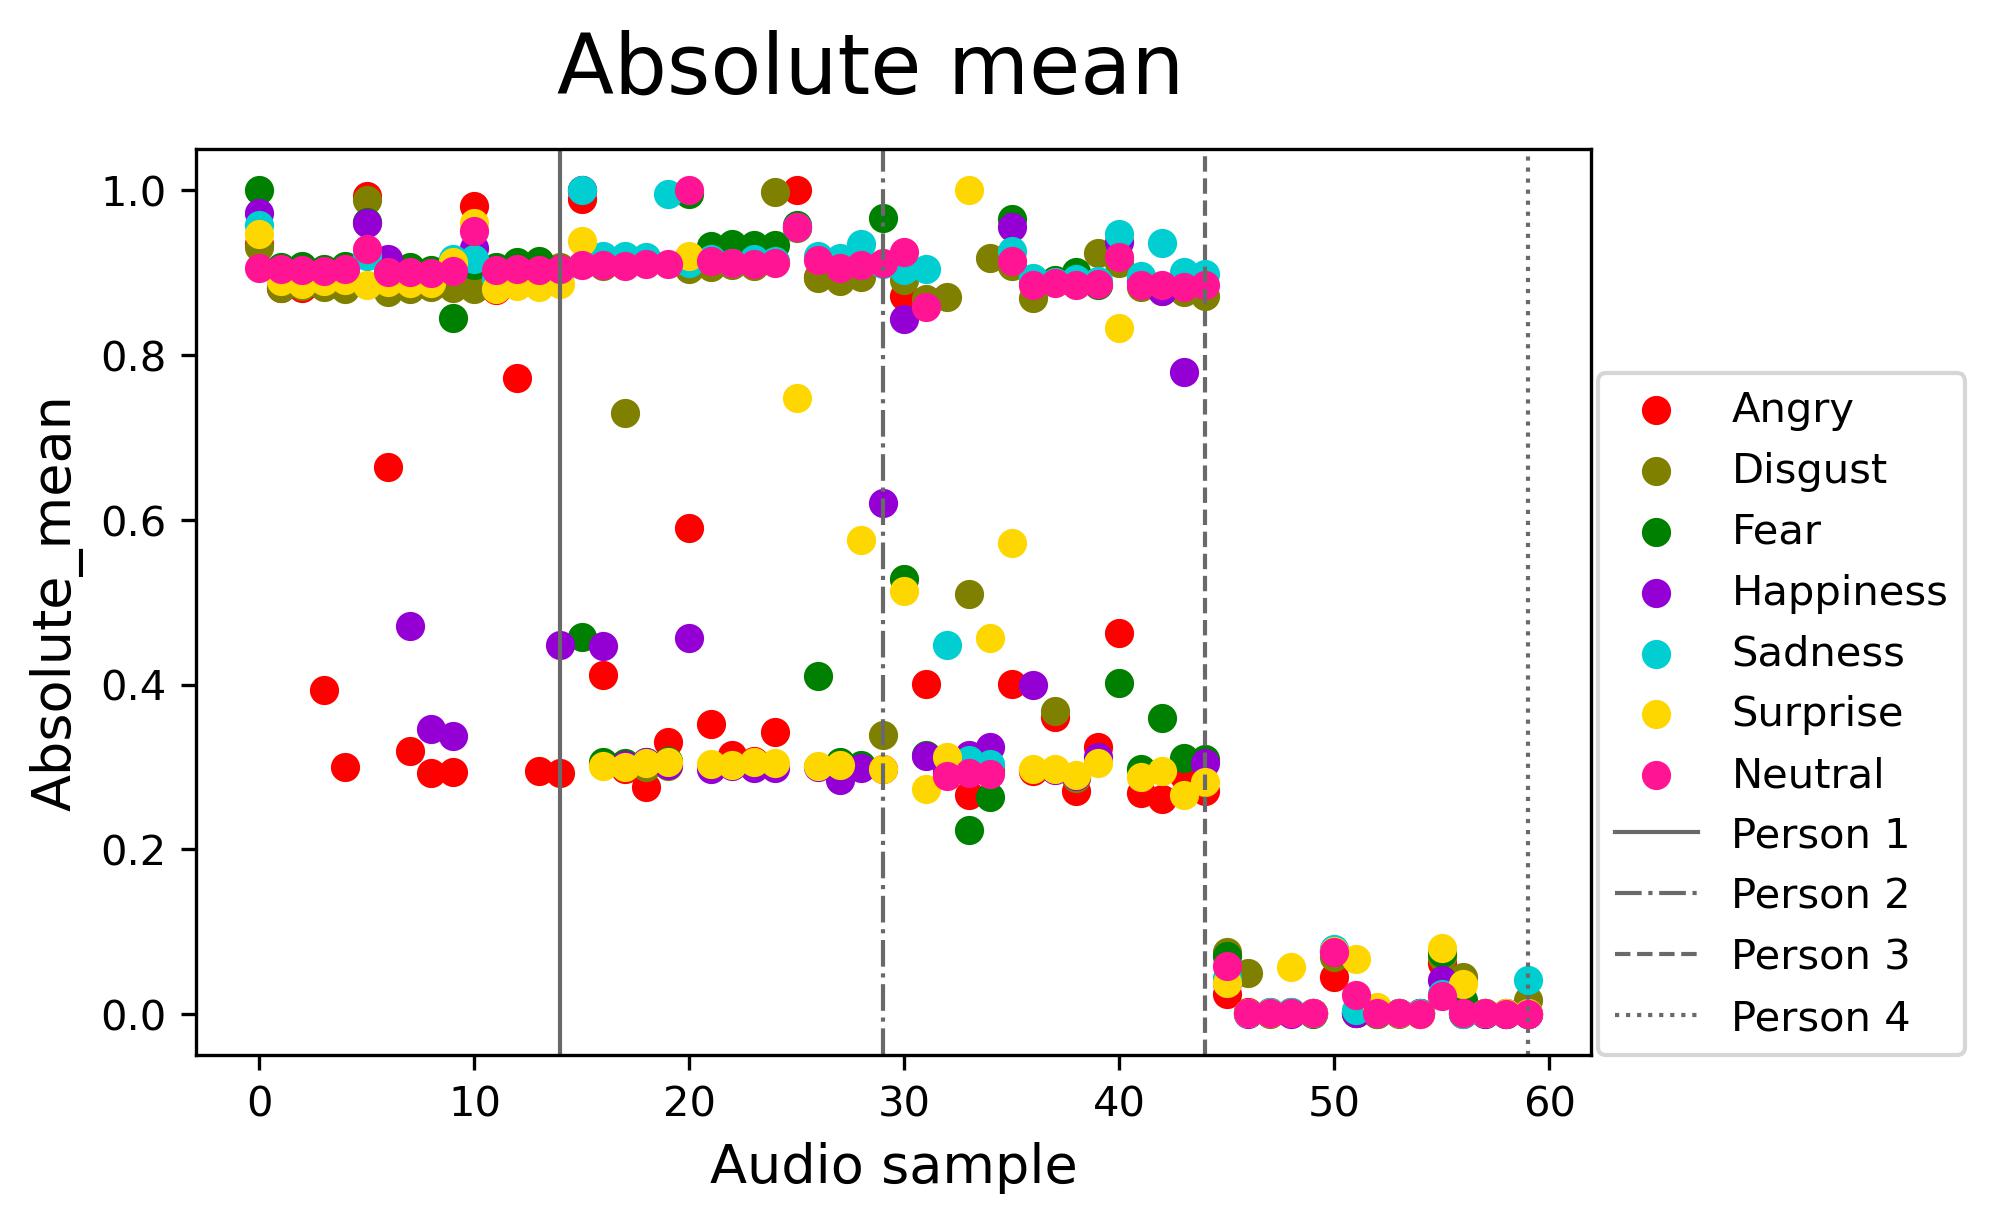 Absolute mean
Absolute_mean
1.0
0.8
0.6
0.4
0.2
0.0
0 10 20 30 40 50 60
Audio sample
Angry
Disgust
Fear
Happiness
Sadness
Surprise
Neutral
Person 1
Person 2
Person 3
Person 4